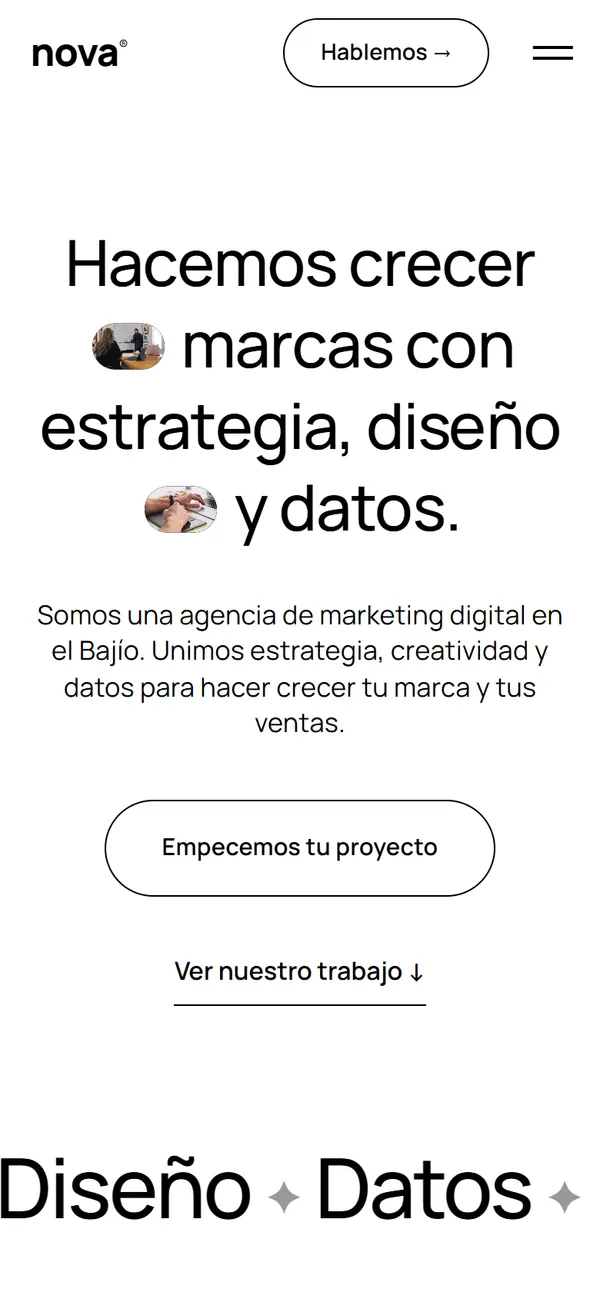 nova®
Hablemos →
Hacemos crecer
marcas con
estrategia, diseño
y datos.
Somos una agencia de marketing digital en
el Bajío. Unimos estrategia, creatividad y
datos para hacer crecer tu marca y tus
ventas.
Empecemos tu proyecto
Ver nuestro trabajo ↓
Diseño ✦ Datos ✦